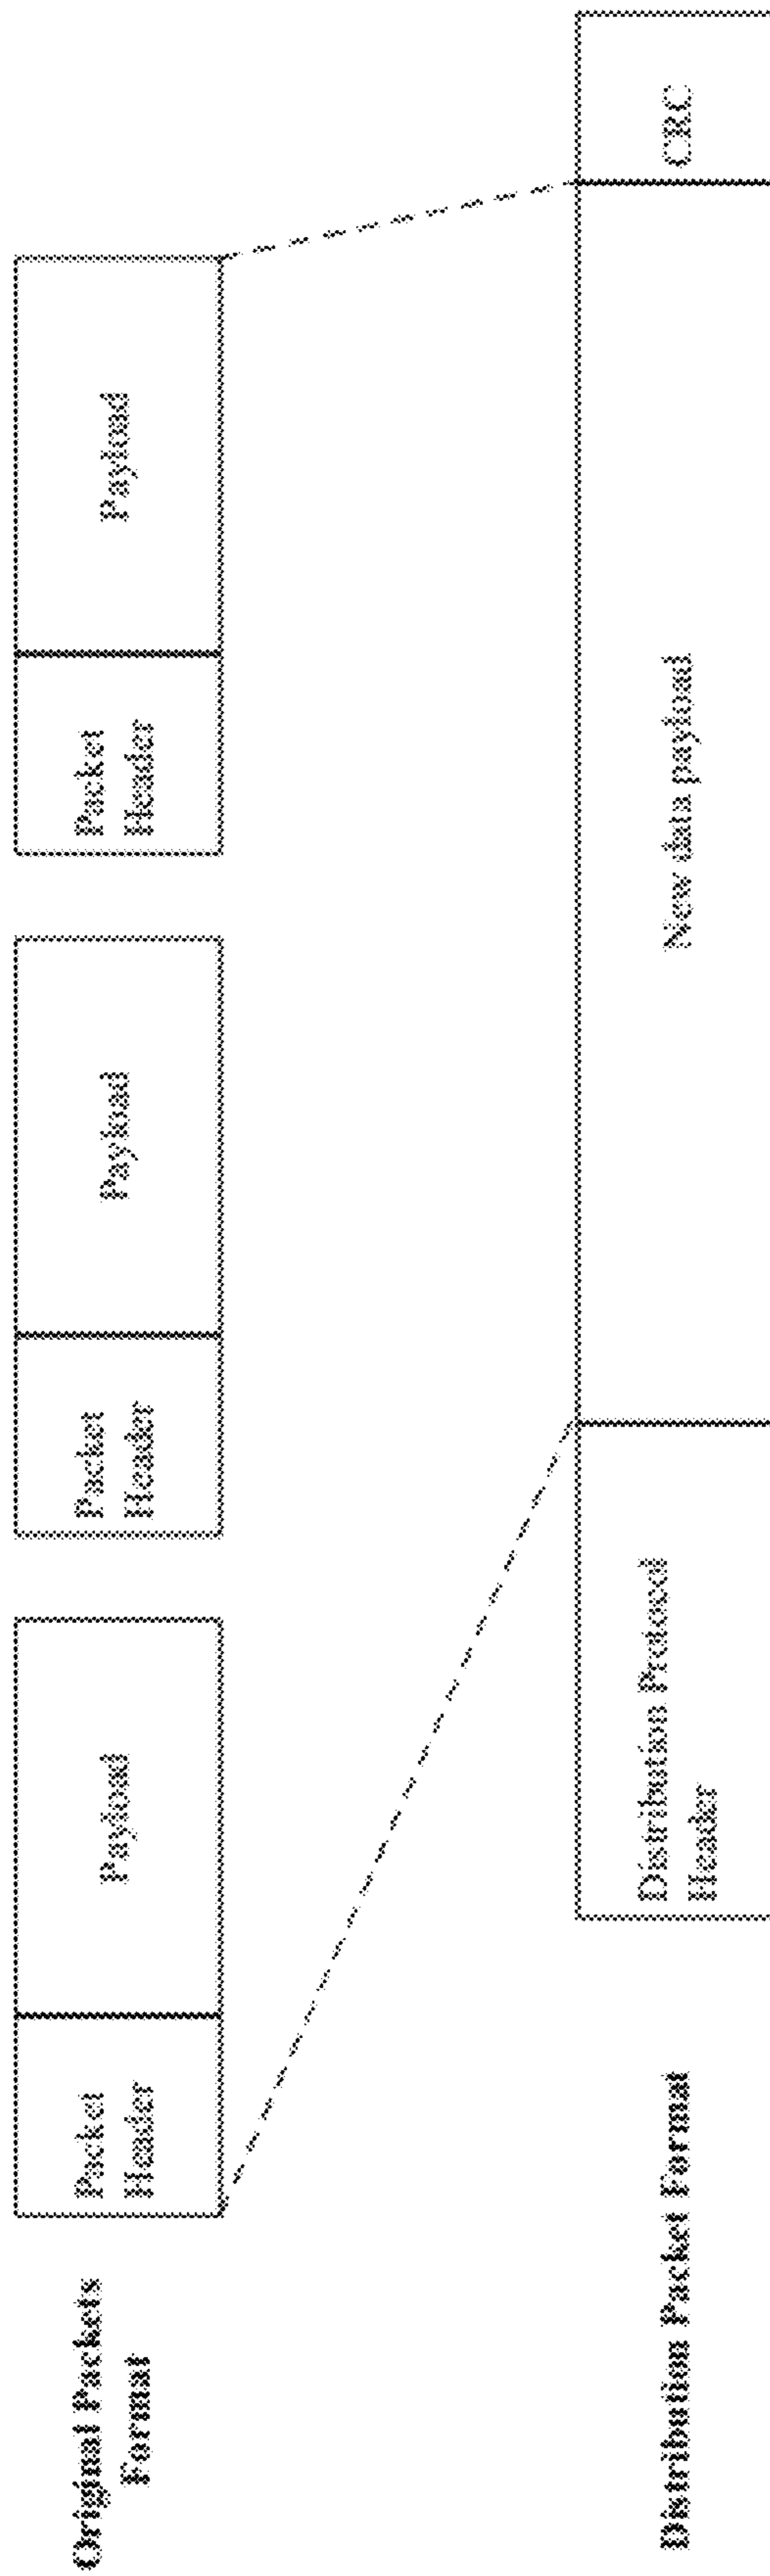 Original Packets
Format
Packet
Header
Payload
Packet
Header
Payload
Packet
Header
Payload
Distribution Packet Format
Distribution Protocol
Header
New data payload
CRC